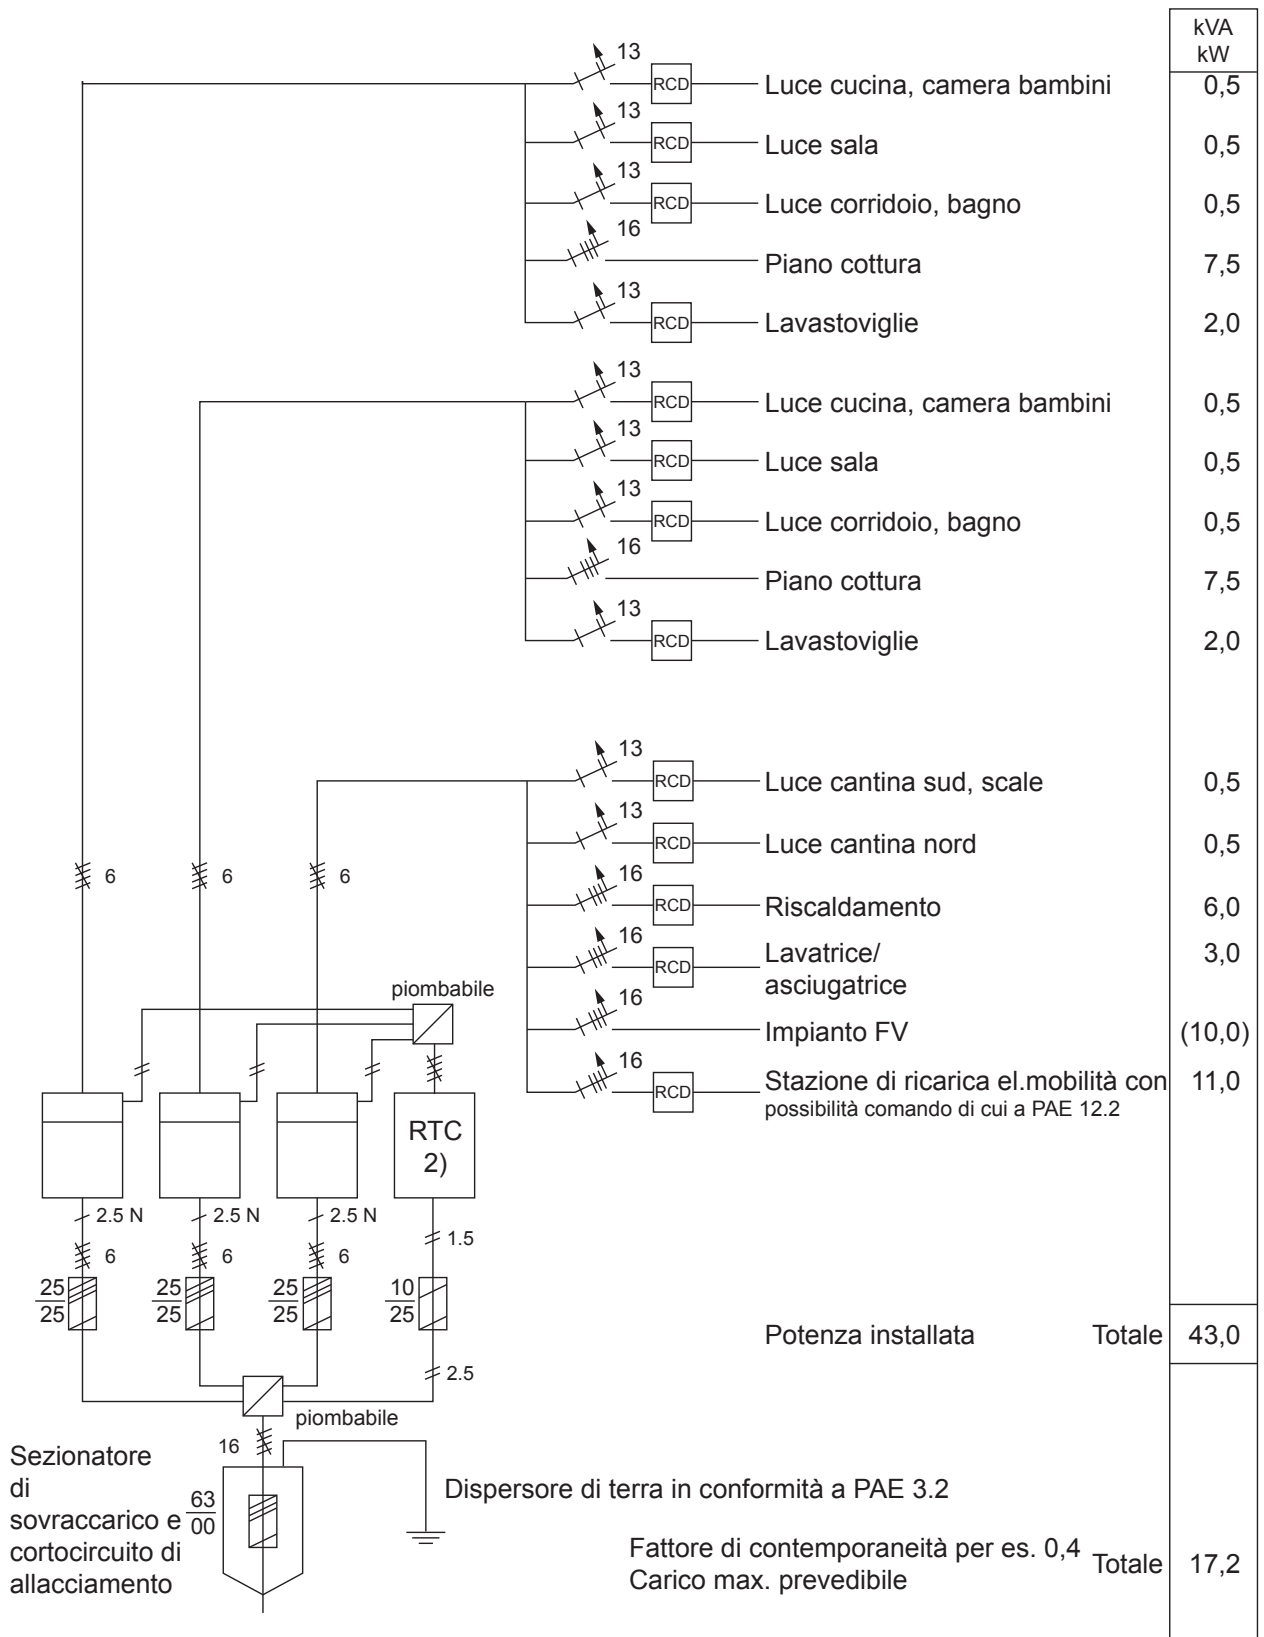 kVA
kW
13
RCD
Luce cucina, camera bambini
0,5
13
RCD
Luce sala
0,5
13
RCD
Luce corridoio, bagno
0,5
16
Piano cottura
7,5
13
RCD
Lavastoviglie
2,0
13
RCD
Luce cucina, camera bambini
0,5
13
RCD
Luce sala
0,5
13
RCD
Luce corridoio, bagno
0,5
16
Piano cottura
7,5
13
RCD
Lavastoviglie
2,0
13
RCD
Luce cantina sud, scale
0,5
13
RCD
Luce cantina nord
0,5
6
6
6
16
RCD
Riscaldamento
6,0
16
RCD
Lavatrice/
asciugatrice
3,0
piombabile
16
Impianto FV
(10,0)
16
RCD
Stazione di ricarica el.mobilità con
possibilità comando di cui a PAE 12.2
11,0
RTC
2)
2.5 N
2.5 N
2.5 N
1.5
6
6
6
25
25
25
25
25
25
10
25
Potenza installata
Totale
43,0
2.5
piombabile
16
Sezionatore
di
sovraccarico e
cortocircuito di
allacciamento
63
00
Dispersore di terra in conformità a PAE 3.2
Fattore di contemporaneità per es. 0,4
Carico max. prevedibile
Totale
17,2